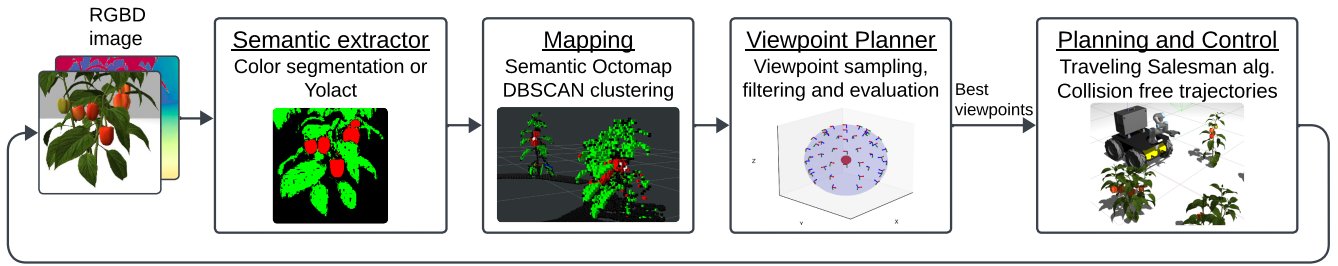 RGBD
image
Semantic extractor
Color segmentation or
Yolact
Mapping
Semantic Octomap
DBSCAN clustering
Viewpoint Planner
Viewpoint sampling,
filtering and evaluation
Z
Y
X
Best
viewpoints
Planning and Control
Traveling Salesman alg.
Collision free trajectories